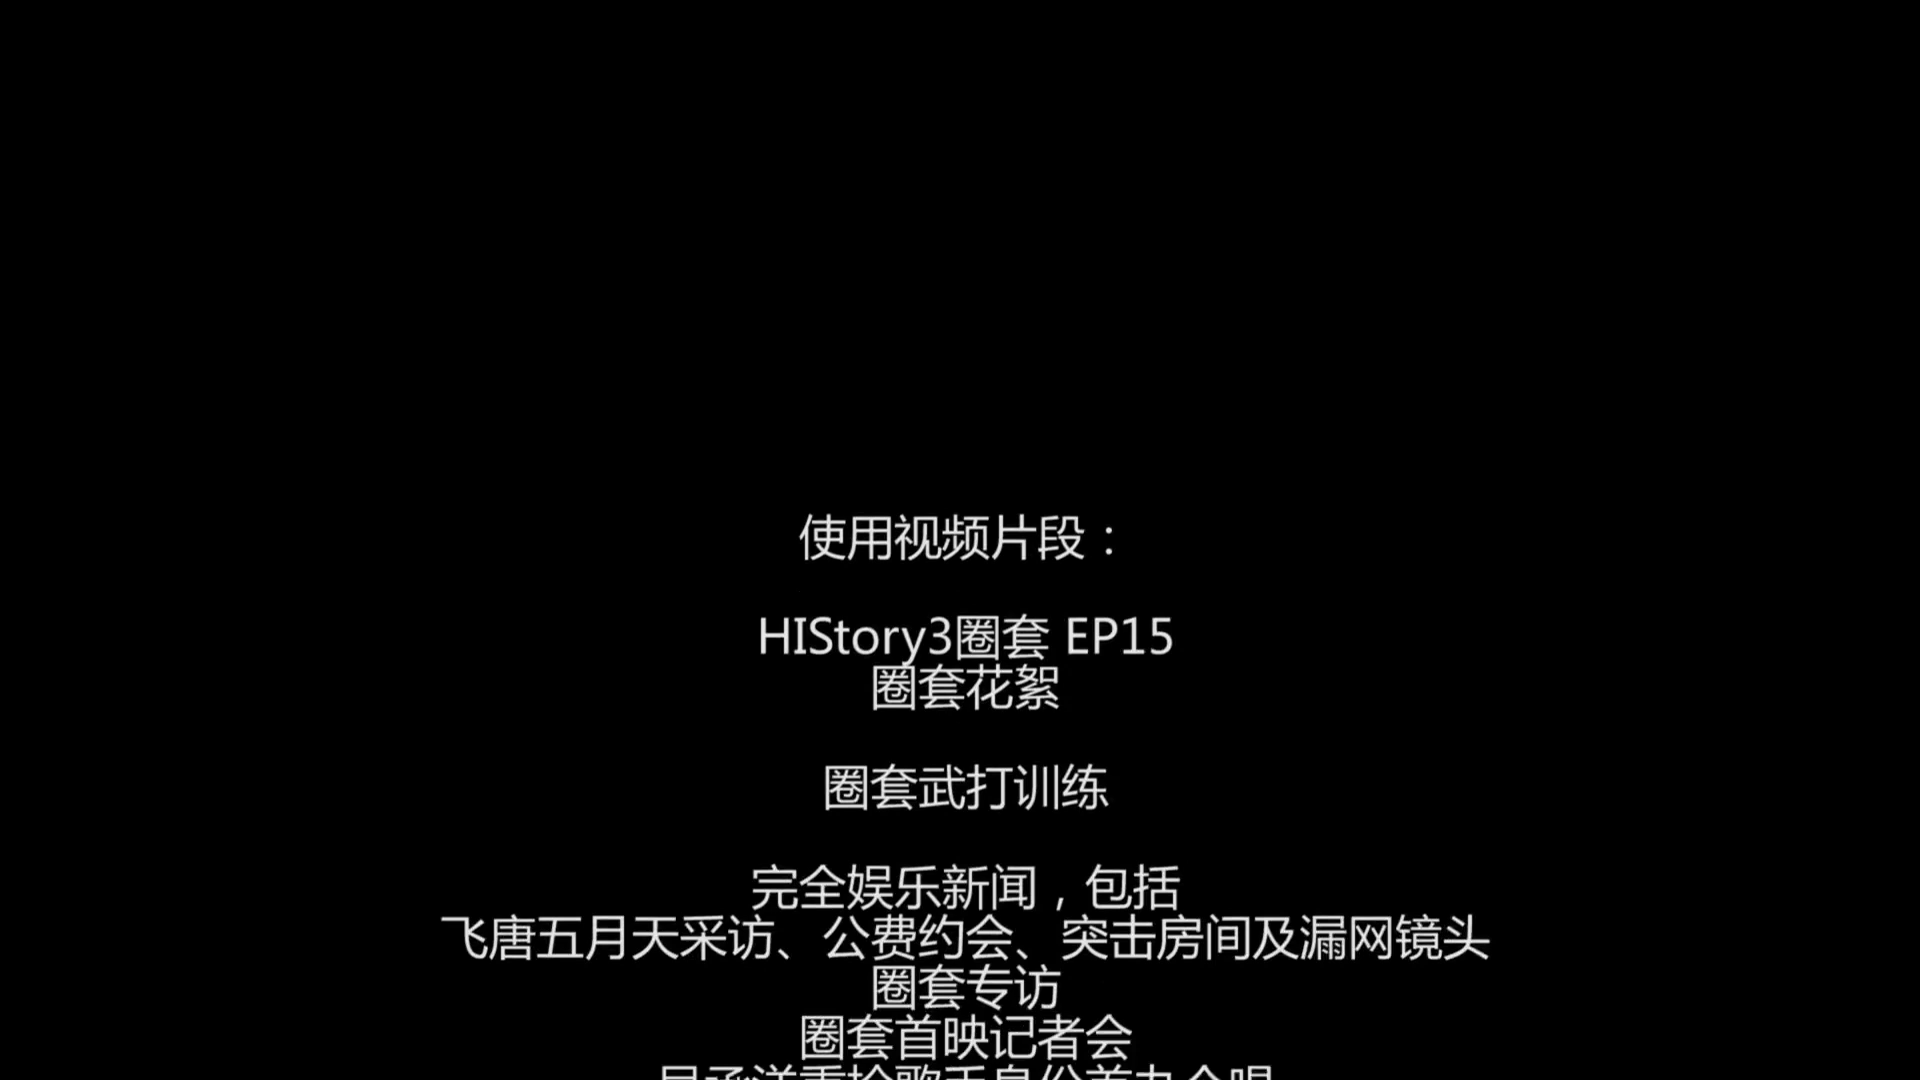 使用视频片段：
HIStory3圈套 EP15
圈套花絮
圈套武打训练
完全娱乐新闻，包括
飞唐五月天采访、公费约会、突击房间及漏网镜头
圈套专访
圈套首映记者会